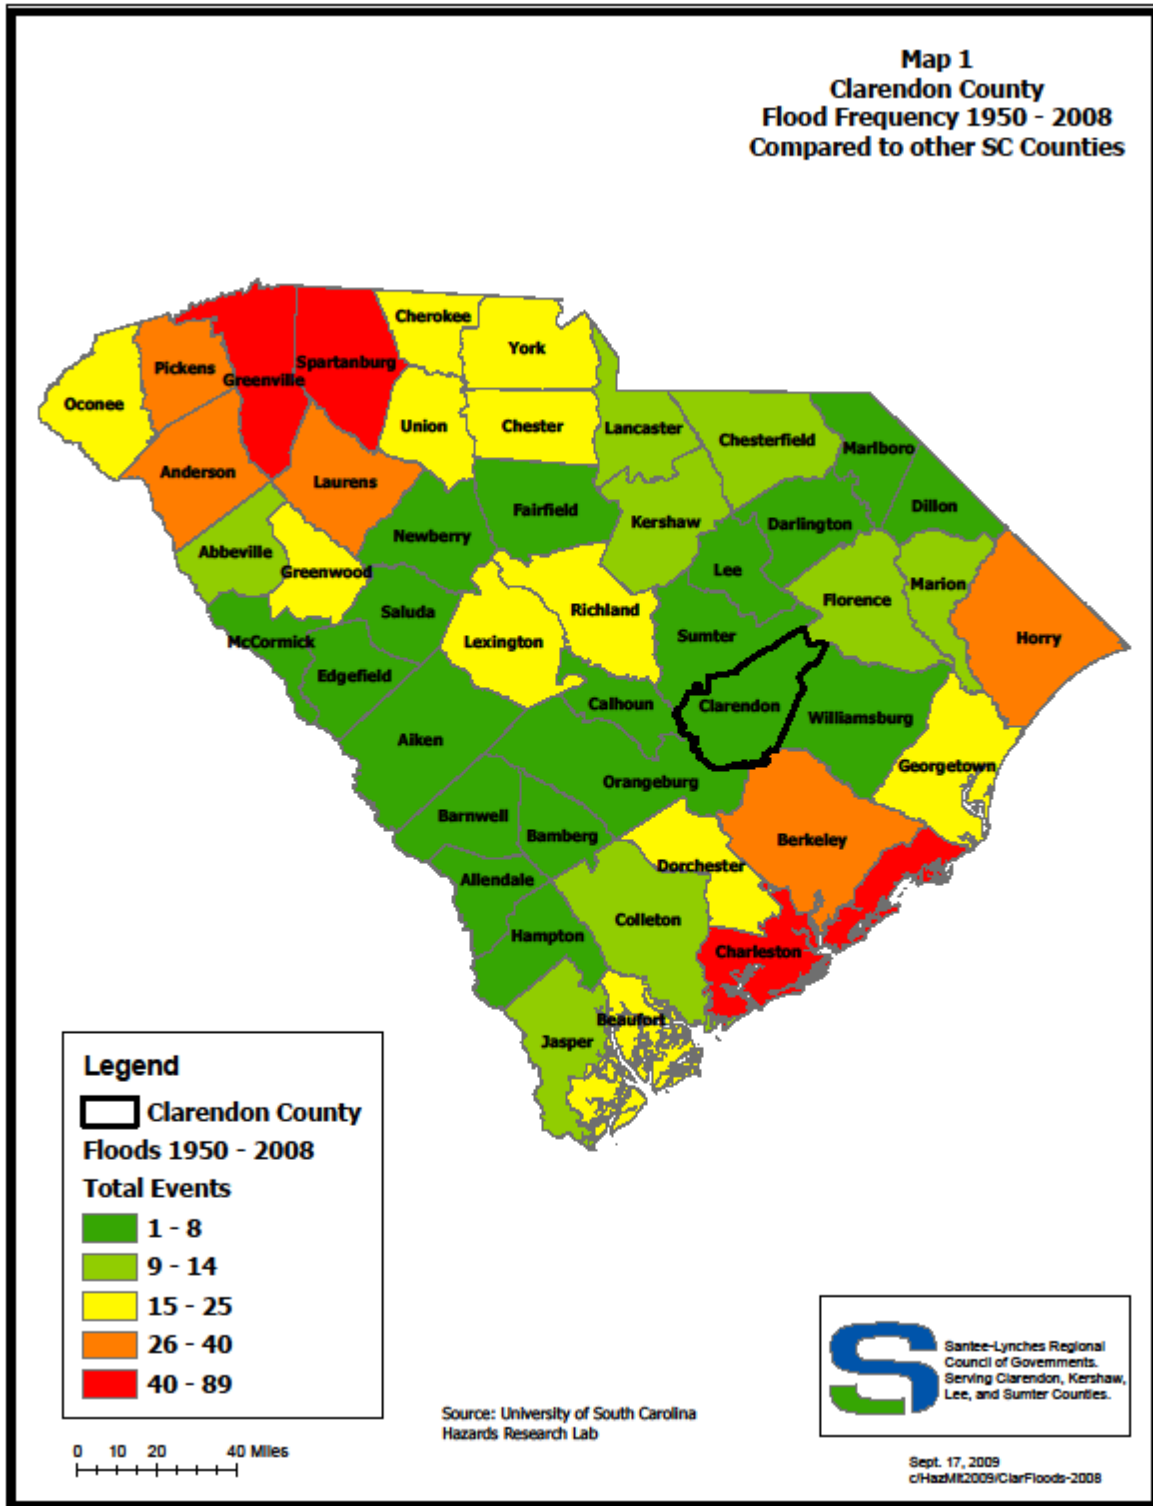 Map 1
Clarendon County
Flood Frequency 1950 - 2008
Compared to other SC Counties
Cherokee
York
Spartanburg
Pickens
Greenville
Oconee
Union
Chester
Lancaster
Chesterfield
Marlboro
Anderson
Laurens
Fairfield
Kershaw
Darlington
Dillon
Newberry
Abbeville
Greenwood
Lee
Marion
Florence
Saluda
Richland
Horry
McCormick
Lexington
Sumter
Edgefield
Calhoun
Clarendon
Williamsburg
Aiken
Georgetown
Orangeburg
Barnwell
Bamberg
Berkeley
Dorchester
Allendale
Colleton
Hampton
Charleston
Beaufort
Jasper
Legend
Clarendon County
Floods 1950 - 2008
Total Events
1 - 8
9 - 14
15 - 25
26 - 40
40 - 89
0 10 20 40 Miles
Source: University of South Carolina
Hazards Research Lab
Santee-Lynches Regional
Council of Governments.
Serving Clarendon, Kershaw,
Lee, and Sumter Counties.
Sept. 17, 2009
c/HazMit2009/ClarFloods-2008